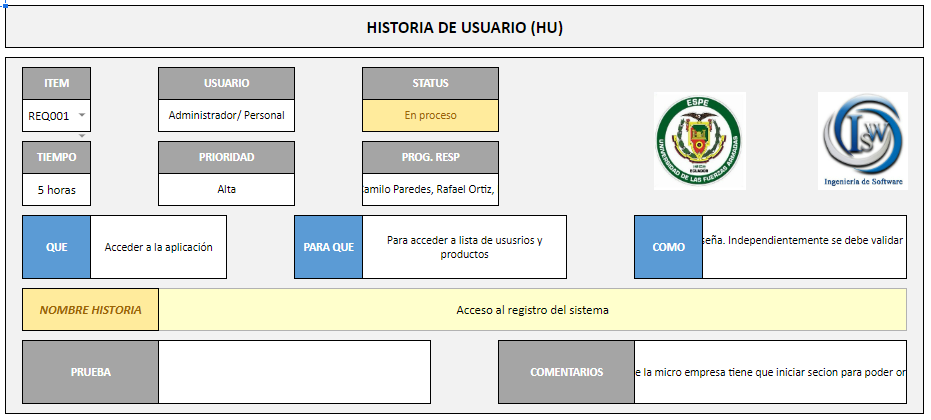 HISTORIA DE USUARIO (HU)
ITEM
USUARIO
STATUS
REQ001
Administrador/ Personal
En proceso
TIEMPO
PRIORIDAD
PROG. RESP
5 horas
Alta
amilo Paredes, Rafael Ortiz,
ESPE
UNIVERSIDAD DE LAS FUERZAS ARMADAS
ECUADOR
ISW
Ingeniería de Software
QUE
Acceder a la aplicación
PARA QUE
Para acceder a lista de ususrios y
productos
COMO
seña. Independientemente se debe validar
NOMBRE HISTORIA
Acceso al registro del sistema
PRUEBA
COMENTARIOS
e la micro empresa tiene que iniciar secion para poder or